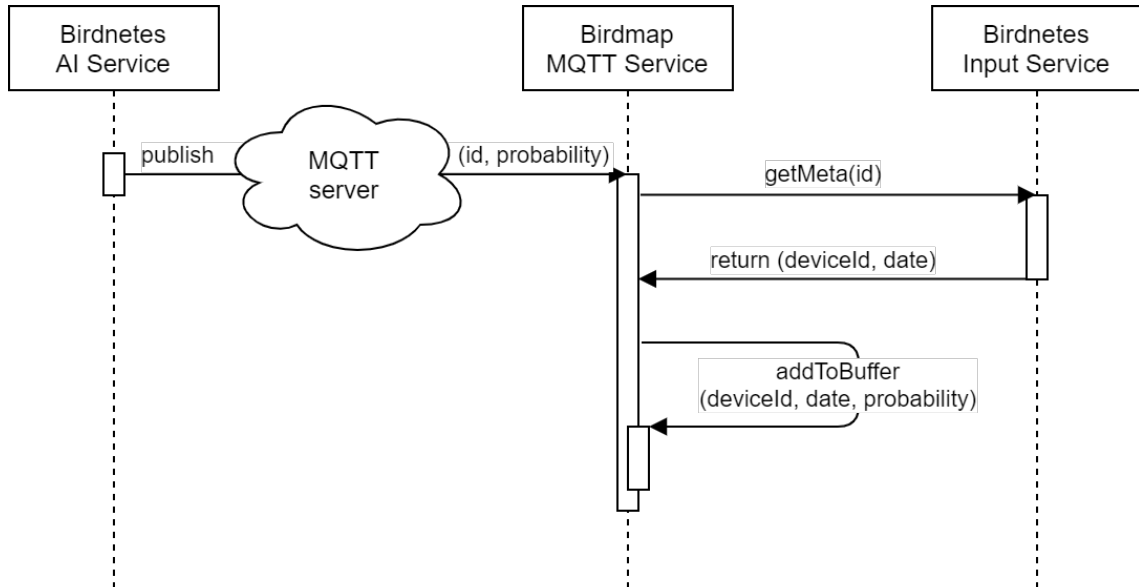 Birdnetes
AI Service
Birdmap
MQTT Service
Birdnetes
Input Service
publish
MQTT
server
(id, probability)
getMeta(id)
return (deviceId, date)
addToBuffer
(deviceId, date, probability)